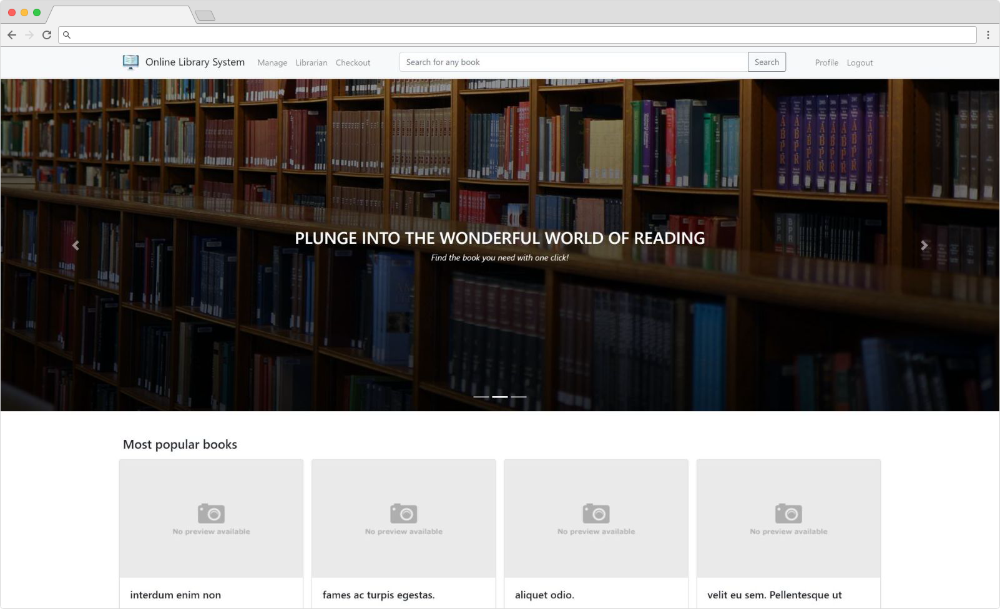 Online Library System Manage Librarian Checkout Search for any book Search Profile Logout
PLUNGE INTO THE WONDERFUL WORLD OF READING
Find the book you need with one click!
Most popular books
No preview available No preview available No preview available No preview available
interdum enim non fames ac turpis egestas. aliquet odio. velit eu sem. Pellentesque ut